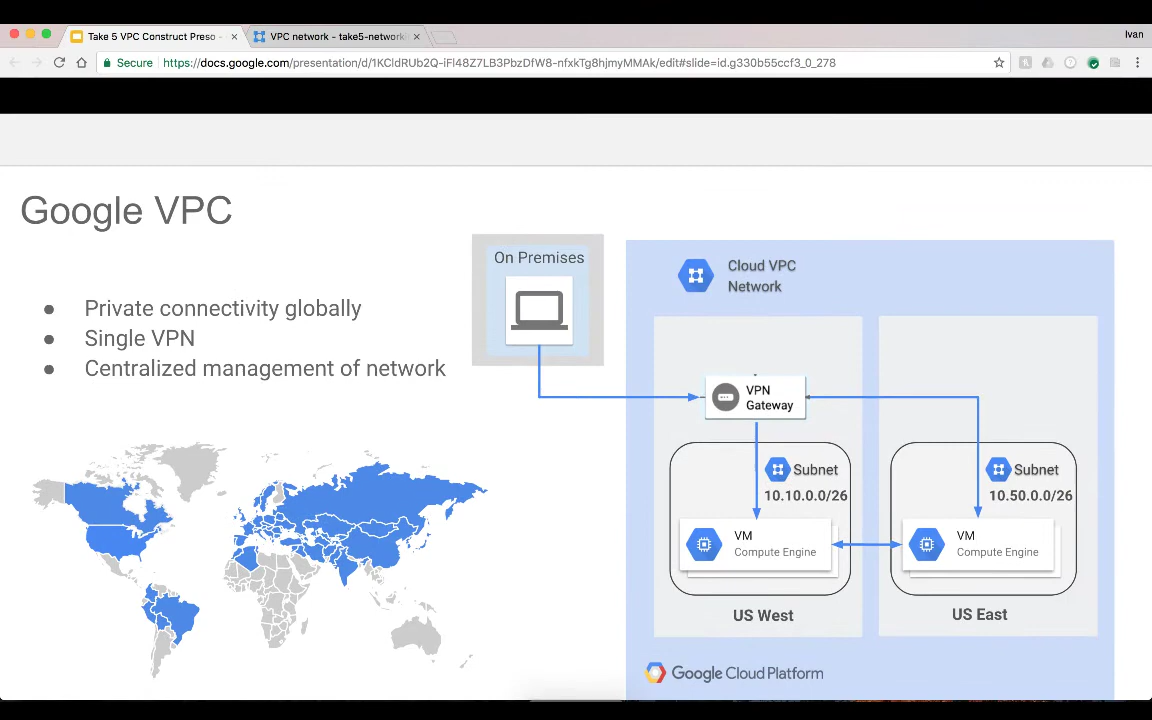 Take 5 VPC Construct Preso -
VPC network - take5-network
Ivan
Secure
https://docs.google.com/presentation/d/1KCldRUb2Q-iFl48Z7LB3PbzDfW8-nfxkTg8hjmyMMAk/edit#slide=id.g330b55ccf3_0_278
Google VPC
● Private connectivity globally
● Single VPN
● Centralized management of network
On Premises
Cloud VPC
Network
VPN
Gateway
Subnet
10.10.0.0/26
VM
Compute Engine
US West
Subnet
10.50.0.0/26
VM
Compute Engine
US East
Google Cloud Platform